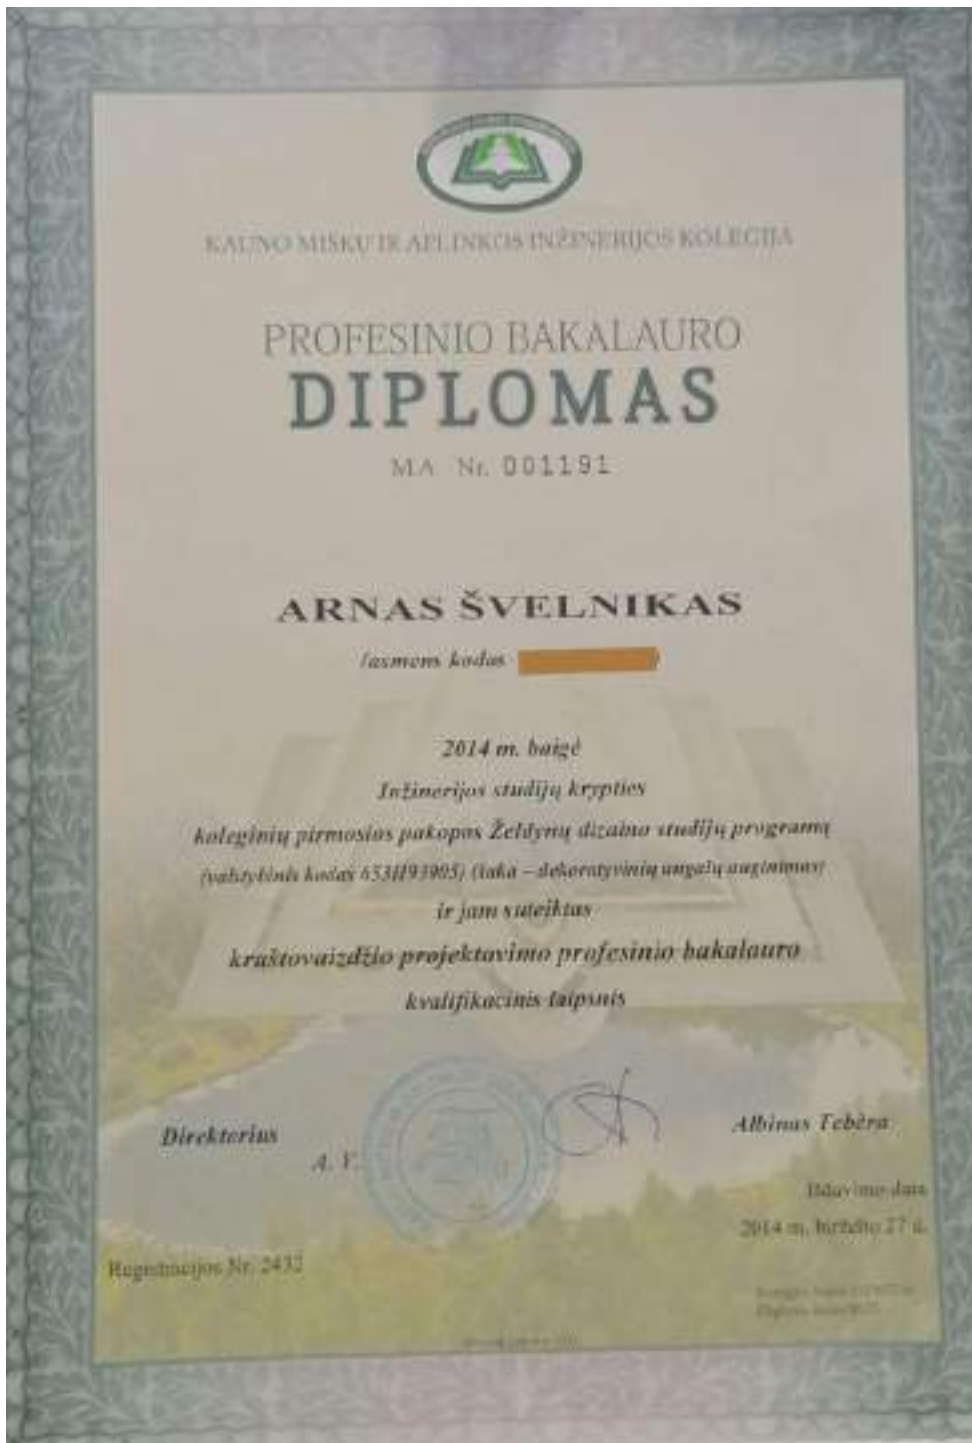 KAUNO MIŠKŲ IR APLINKOS INŽINERIJOS KOLEGIJA
PROFESINIO BAKALAURO
DIPLOMAS
MA Nr. 001191
ARNAS ŠVELNIKAS
Iasmens kodas
2014 m. baigė
Inžinerijos studijų krypties
koleginių pirmosios pakopos Želdynų dizaino studijų programą
(valstybinis kodas 653H93005) (šaka – dekoratyvinių augalų auginimas)
ir jam suteiktas
kraštovaizdžio projektavimo profesinio bakalauro
kvalifikacinis laipsnis
Direktorius
A. V.
Albinas Tebėra
Išdavimo data
2014 m. birželio 27 d.
Registracijos Nr. 2432